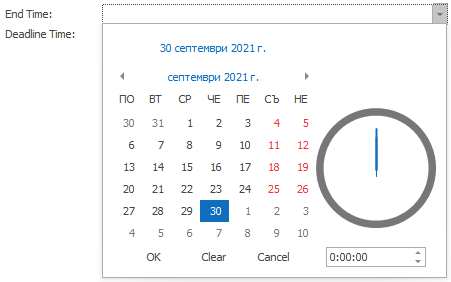 End Time:
Deadline Time:
30 септември 2021 г.
септември 2021 г.
ПО ВТ СР ЧЕ ПЕ СЪ НЕ
30 31 1 2 3 4 5
6 7 8 9 10 11 12
13 14 15 16 17 18 19
20 21 22 23 24 25 26
27 28 29 30 1 2 3
4 5 6 7 8 9 10
OK Clear Cancel 0:00:00